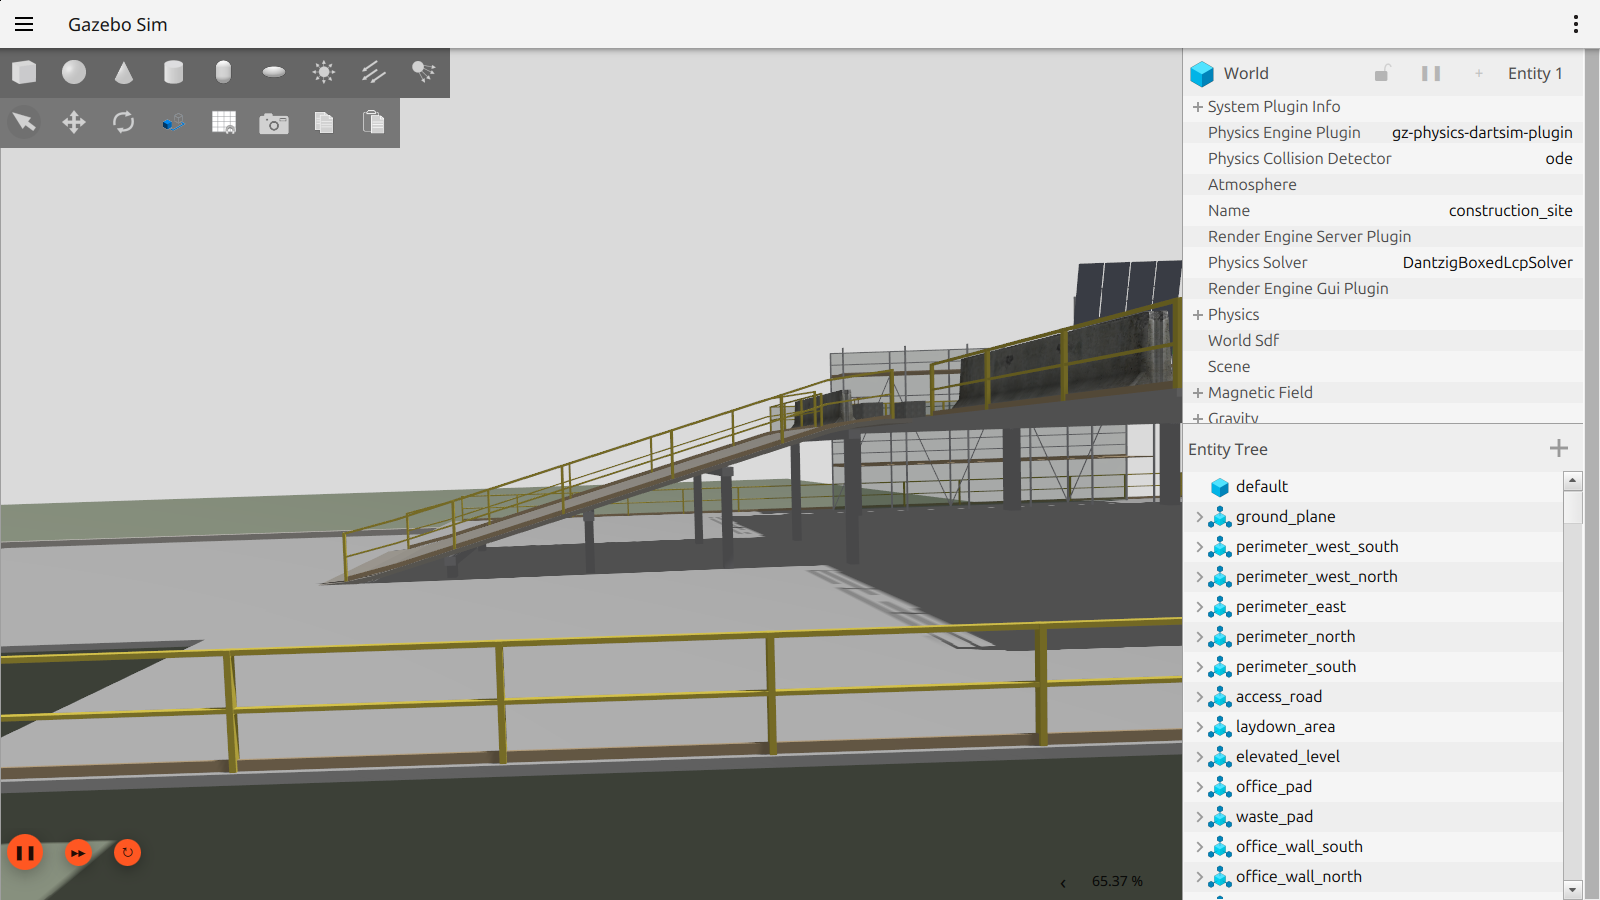 Gazebo Sim
World
Entity 1
System Plugin Info
Physics Engine Plugin gz-physics-dartsim-plugin
Physics Collision Detector ode
Atmosphere
Name construction_site
Render Engine Server Plugin
Physics Solver DantzigBoxedLcpSolver
Render Engine Gui Plugin
Physics
World Sdf
Scene
Magnetic Field
Gravity
Entity Tree
default
ground_plane
perimeter_west_south
perimeter_west_north
perimeter_east
perimeter_north
perimeter_south
access_road
laydown_area
elevated_level
office_pad
waste_pad
office_wall_south
office_wall_north
65.37 %